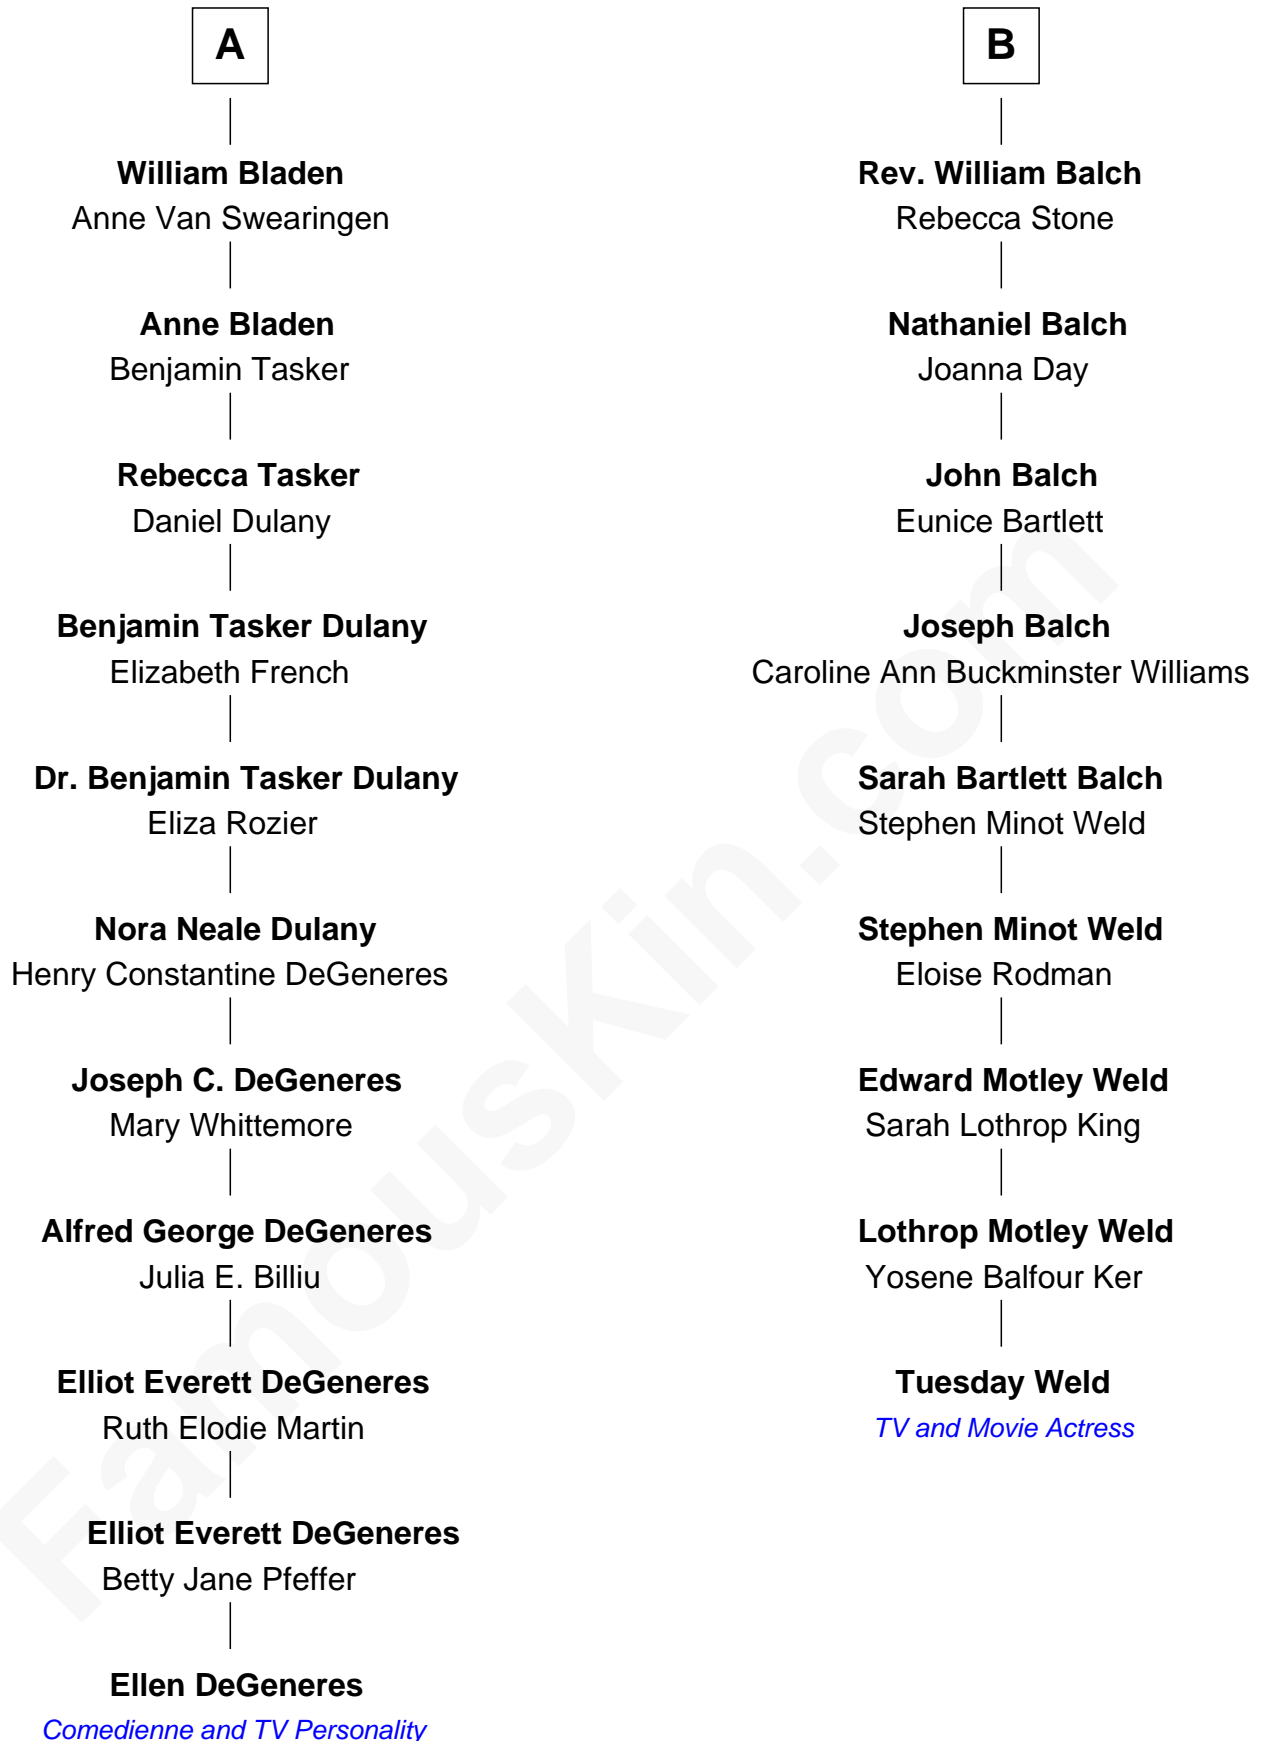 A
William Bladen
Anne Van Swearingen
Anne Bladen
Benjamin Tasker
Rebecca Tasker
Daniel Dulany
Benjamin Tasker Dulany
Elizabeth French
Dr. Benjamin Tasker Dulany
Eliza Rozier
Nora Neale Dulany
Henry Constantine DeGeneres
Joseph C. DeGeneres
Mary Whittemore
Alfred George DeGeneres
Julia E. Billiu
Elliot Everett DeGeneres
Ruth Elodie Martin
Elliot Everett DeGeneres
Betty Jane Pfeffer
Ellen DeGeneres
Comedienne and TV Personality
B
Rev. William Balch
Rebecca Stone
Nathaniel Balch
Joanna Day
John Balch
Eunice Bartlett
Joseph Balch
Caroline Ann Buckminster Williams
Sarah Bartlett Balch
Stephen Minot Weld
Stephen Minot Weld
Eloise Rodman
Edward Motley Weld
Sarah Lothrop King
Lothrop Motley Weld
Yosene Balfour Ker
Tuesday Weld
TV and Movie Actress
FamousKin.com